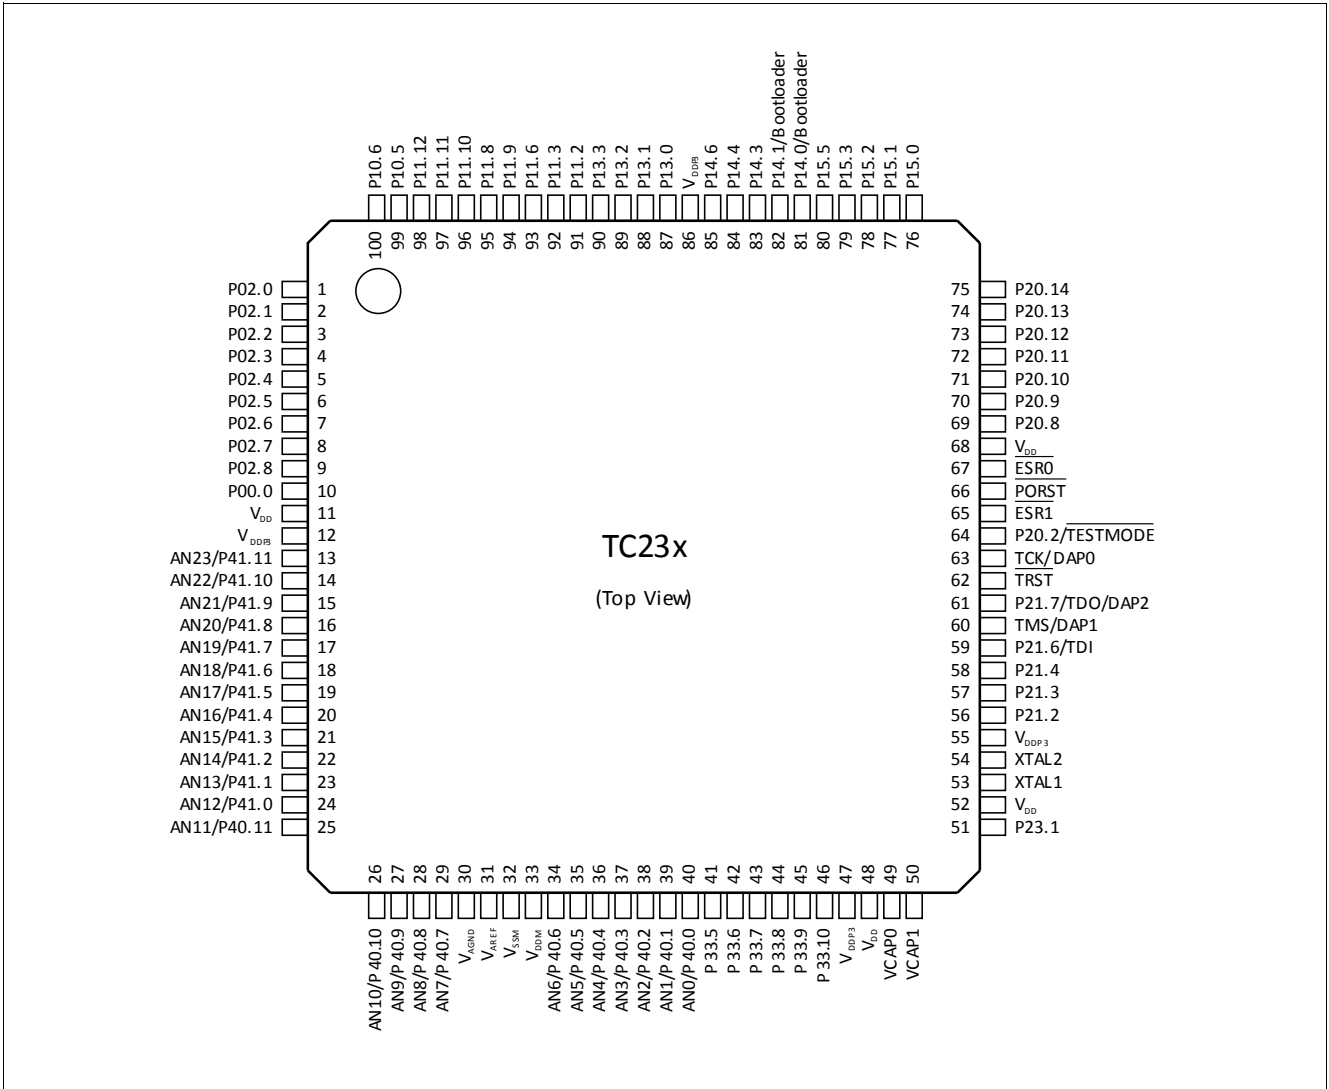 P10.6
P10.5
P11.12
P11.11
P11.10
P11.8
P11.9
P11.6
P11.3
P11.2
P13.3
P13.2
P13.1
P13.0
VDDP3
P14.6
P14.4
P14.3
P14.1/Bootloader
P14.0/Bootloader
P15.5
P15.3
P15.2
P15.1
P15.0
100
99
98
97
96
95
94
93
92
91
90
89
88
87
86
85
84
83
82
81
80
79
78
77
76
P02.0 1
P02.1 2
P02.2 3
P02.3 4
P02.4 5
P02.5 6
P02.6 7
P02.7 8
P02.8 9
P00.0 10
VDD 11
VDDP3 12
AN23/P41.11 13
AN22/P41.10 14
AN21/P41.9 15
AN20/P41.8 16
AN19/P41.7 17
AN18/P41.6 18
AN17/P41.5 19
AN16/P41.4 20
AN15/P41.3 21
AN14/P41.2 22
AN13/P41.1 23
AN12/P41.0 24
AN11/P40.11 25
TC23x
(Top View)
75 P20.14
74 P20.13
73 P20.12
72 P20.11
71 P20.10
70 P20.9
69 P20.8
68 VDD
67 ESR0
66 PORST
65 ESR1
64 P20.2/TESTMODE
63 TCK/DAP0
62 TRST
61 P21.7/TDO/DAP2
60 TMS/DAP1
59 P21.6/TDI
58 P21.4
57 P21.3
56 P21.2
55 VDDP3
54 XTAL2
53 XTAL1
52 VDD
51 P23.1
26
27
28
29
30
31
32
33
34
35
36
37
38
39
40
41
42
43
44
45
46
47
48
49
50
AN10/P40.10
AN9/P40.9
AN8/P40.8
AN7/P40.7
VAGND
VAREF
VSSM
VDDM
AN6/P40.6
AN5/P40.5
AN4/P40.4
AN3/P40.3
AN2/P40.2
AN1/P40.1
AN0/P40.0
P33.5
P33.6
P33.7
P33.8
P33.9
P33.10
VDDP3
VDD
VCAP0
VCAP1